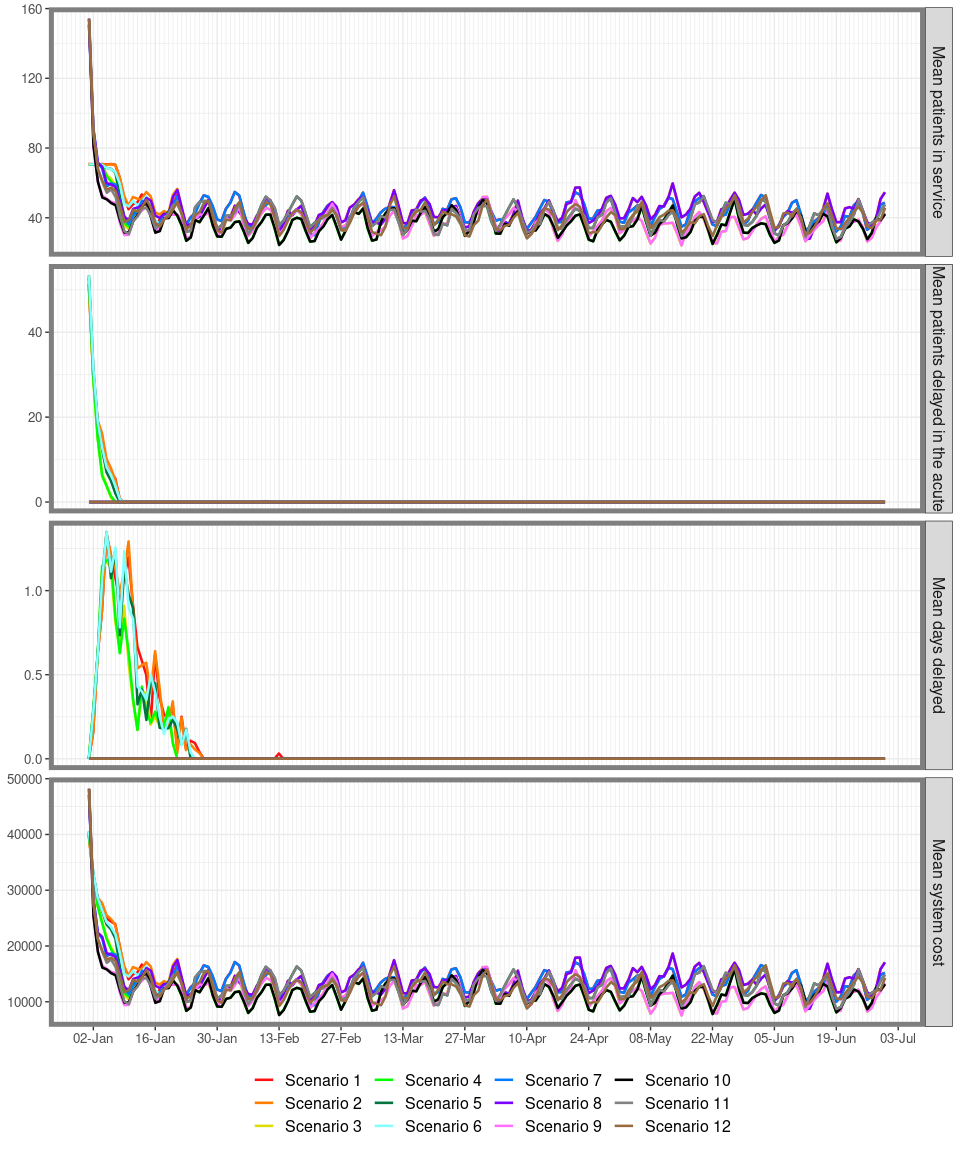 160
120
80
40
Mean patients in service
40
20
0
Mean patients delayed in the acute
1.0
0.5
0.0
Mean days delayed
50000
40000
30000
20000
10000
Mean system cost
02-Jan 16-Jan 30-Jan 13-Feb 27-Feb 13-Mar 27-Mar 10-Apr 24-Apr 08-May 22-May 05-Jun 19-Jun 03-Jul
Scenario 1 Scenario 4 Scenario 7 Scenario 10
Scenario 2 Scenario 5 Scenario 8 Scenario 11
Scenario 3 Scenario 6 Scenario 9 Scenario 12